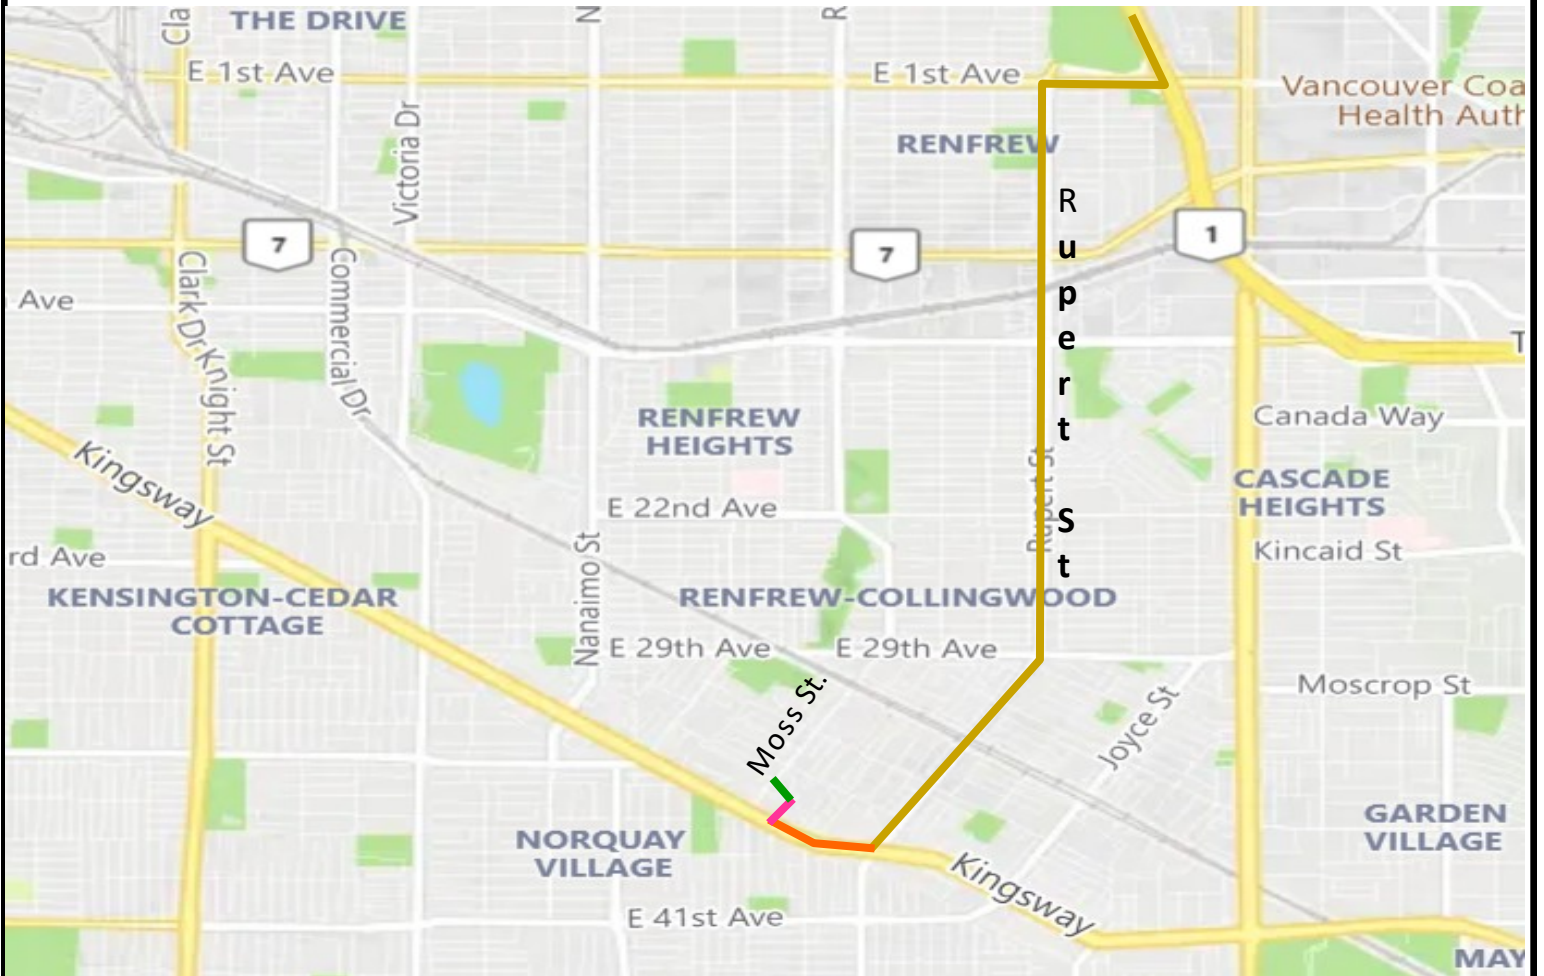 THE DRIVE
Cla
N
R
E 1st Ave
E 1st Ave
Vancouver Coa
Health Auth
Victoria Dr
RENFREW
Rupert St
7
7
1
Ave
Clark Dr
Commercial Dr
Knight St
T
RENFREW
HEIGHTS
Canada Way
Kingsway
CASCADE
HEIGHTS
E 22nd Ave
Rupert St
Kincaid St
rd Ave
Nanaimo St
KENSINGTON-CEDAR
COTTAGE
RENFREW-COLLINGWOOD
E 29th Ave
E 29th Ave
Moss St.
Joyce St
Moscrop St
NORQUAY
VILLAGE
GARDEN
VILLAGE
Kingsway
E 41st Ave
MAY